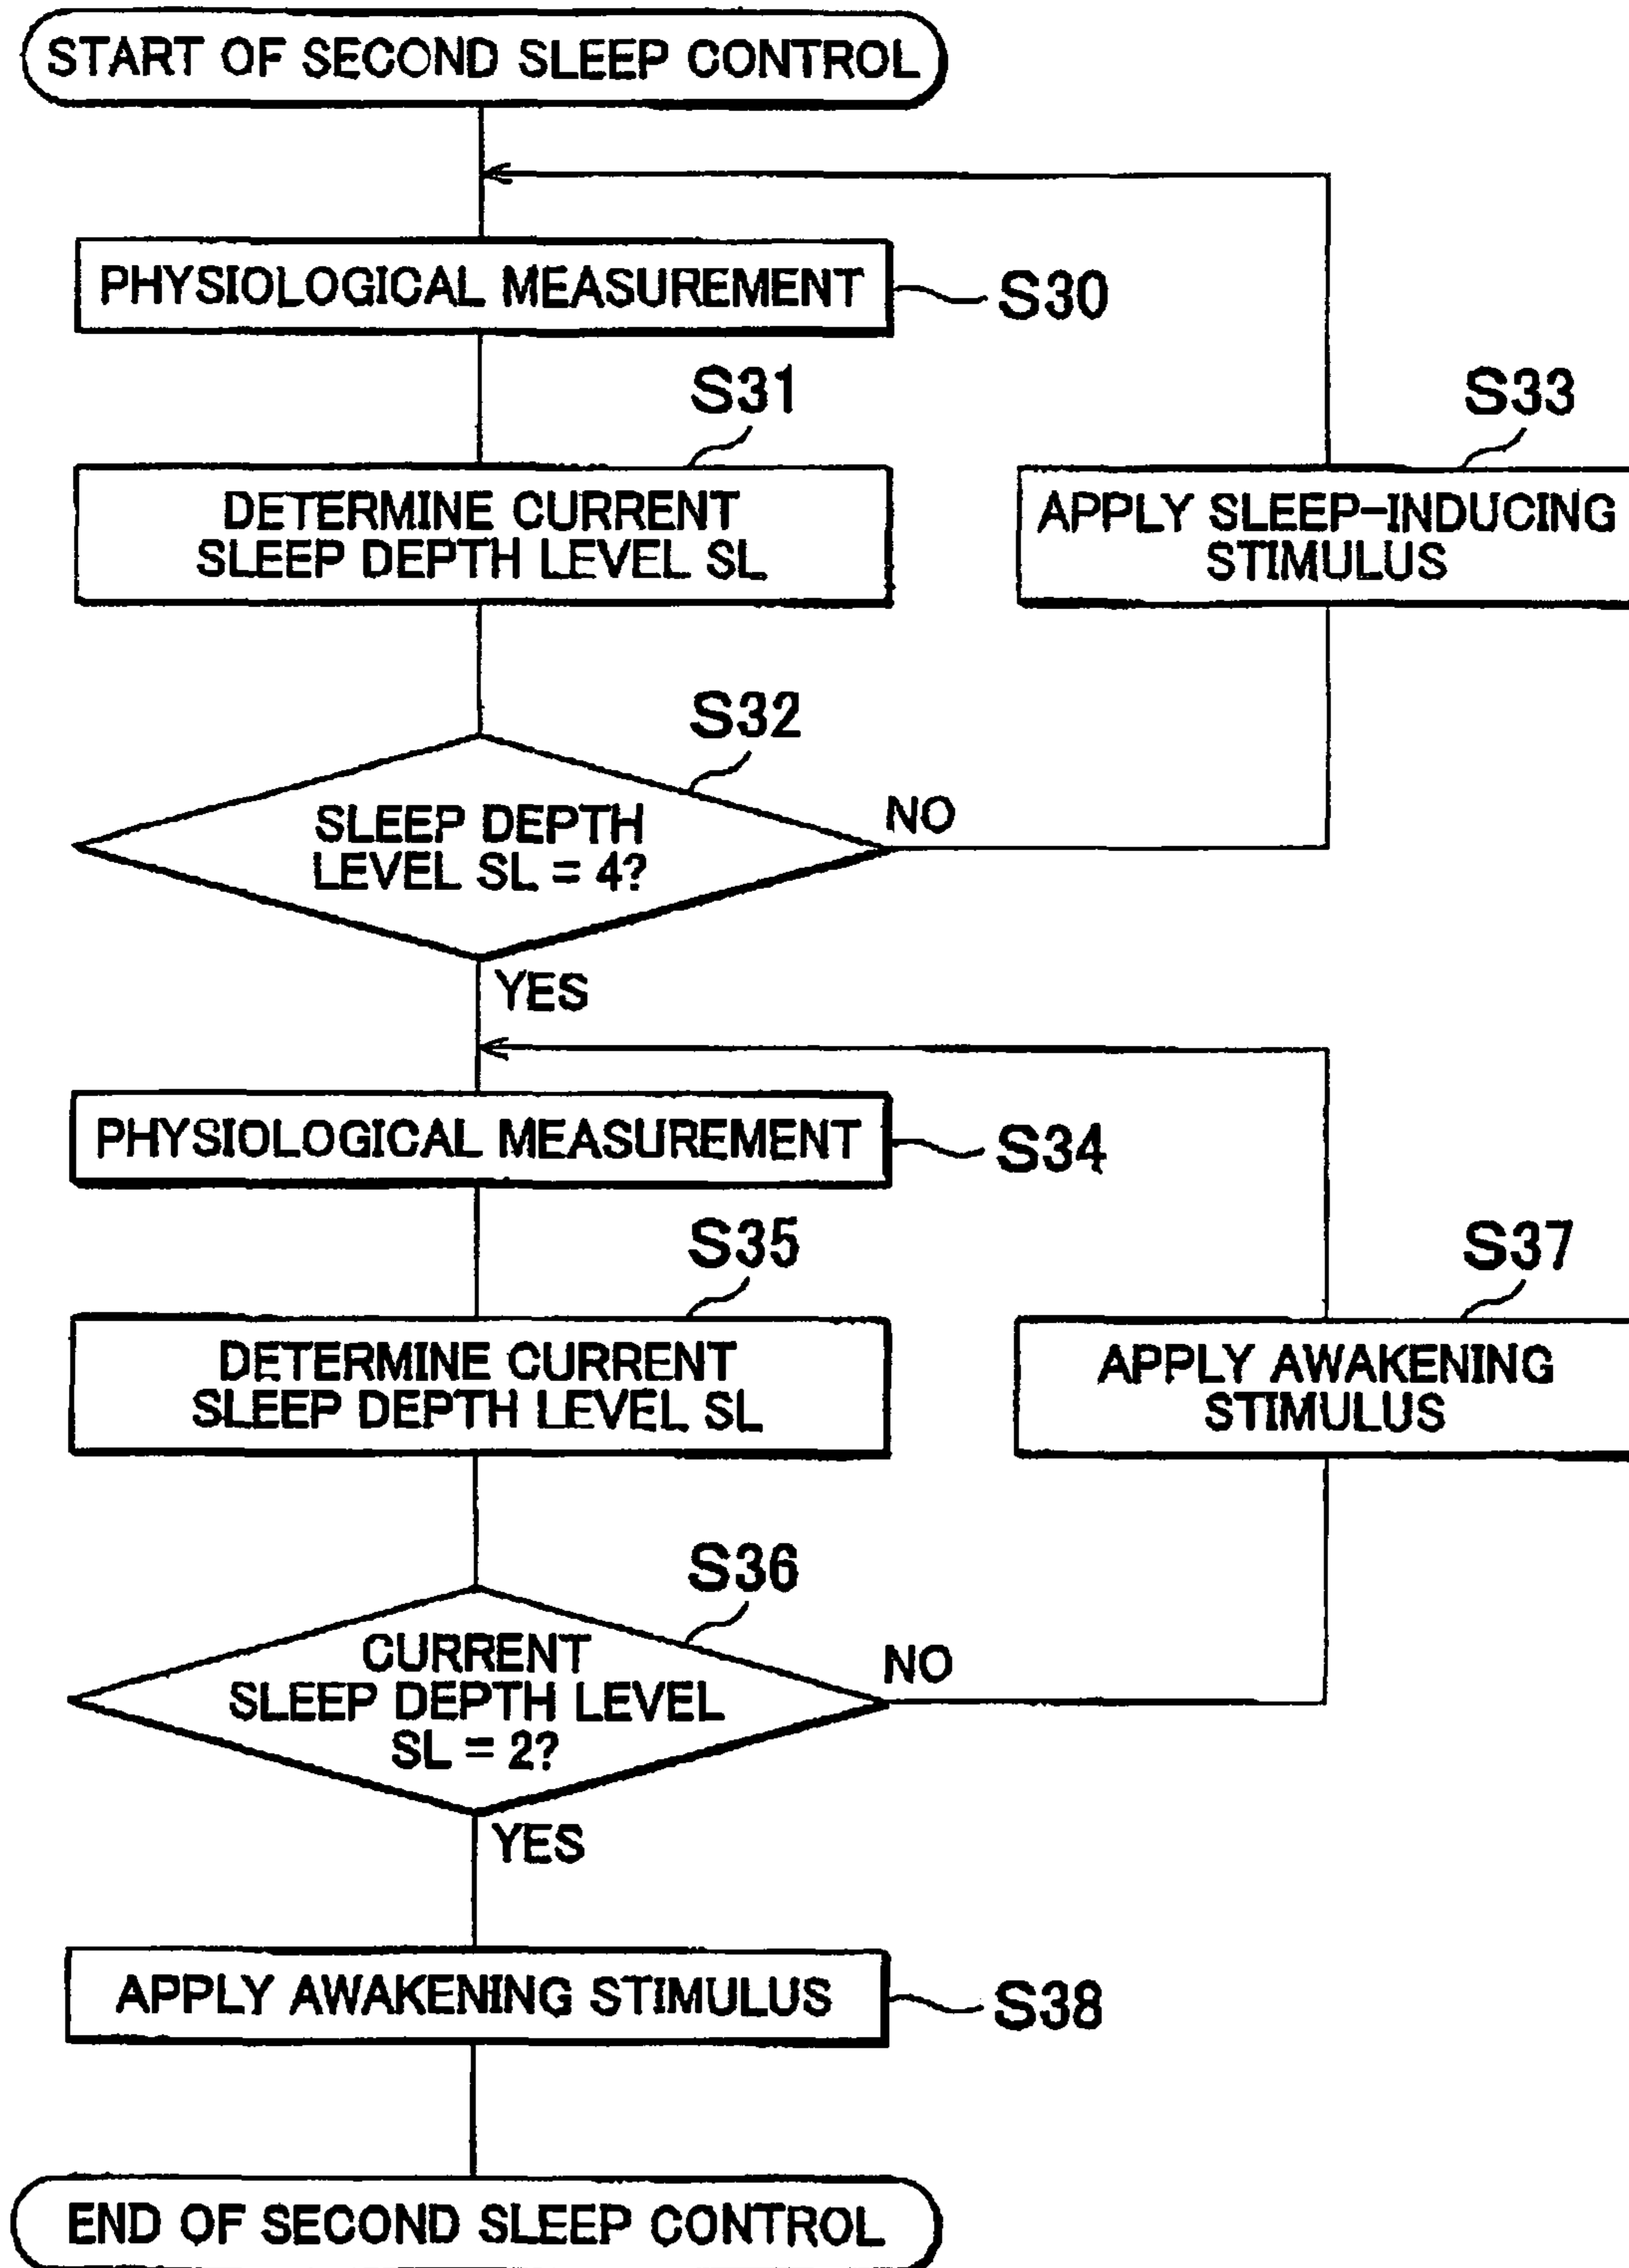 START OF SECOND SLEEP CONTROL
PHYSIOLOGICAL MEASUREMENT
S30
S31
DETERMINE CURRENT
SLEEP DEPTH LEVEL SL
S33
APPLY SLEEP-INDUCING
STIMULUS
S32
SLEEP DEPTH
LEVEL SL = 4?
NO
YES
PHYSIOLOGICAL MEASUREMENT
S34
S35
DETERMINE CURRENT
SLEEP DEPTH LEVEL SL
S37
APPLY AWAKENING
STIMULUS
S36
CURRENT
SLEEP DEPTH LEVEL
SL = 2?
NO
YES
APPLY AWAKENING STIMULUS
S38
END OF SECOND SLEEP CONTROL